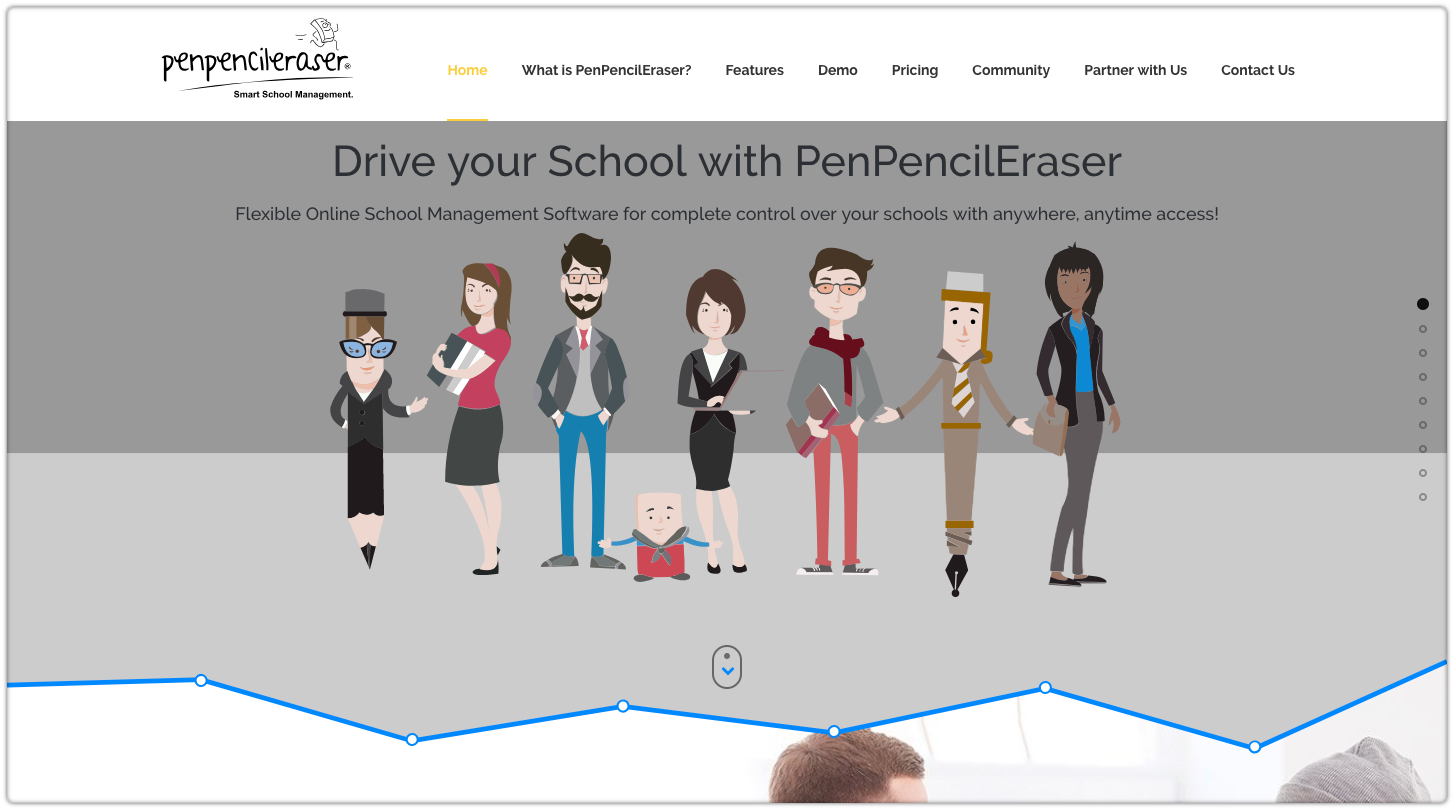 penpencileraser®
Smart School Management.
Home What is PenPencilEraser? Features Demo Pricing Community Partner with Us Contact Us
Drive your School with PenPencilEraser
Flexible Online School Management Software for complete control over your schools with anywhere, anytime access!